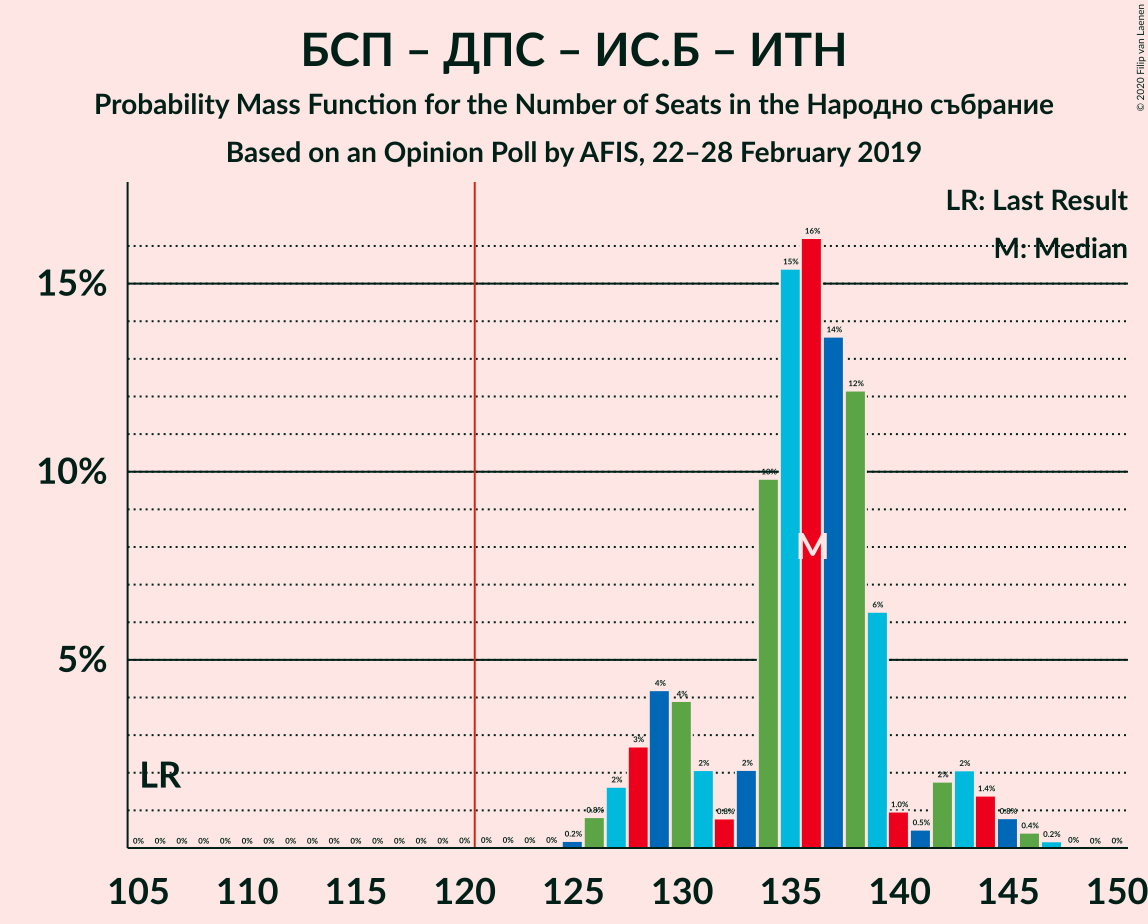 БСП – ДПС – ИС.Б – ИТН
Probability Mass Function for the Number of Seats in the Народно събрание
Based on an Opinion Poll by AFIS, 22–28 February 2019
© 2020 Filip van Laenen
LR: Last Result
M: Median
15%
10%
5%
LR
M
0% 0% 0% 0% 0% 0% 0% 0% 0% 0% 0% 0% 0% 0% 0% 0% 0% 0% 0% 0% 0.2% 0.8% 2% 3% 4% 4% 2% 0.8% 2% 10% 15% 16% 14% 12% 6% 1.0% 0.5% 2% 2% 1.4% 0.8% 0.4% 0.2% 0% 0% 0%
105 110 115 120 125 130 135 140 145 150